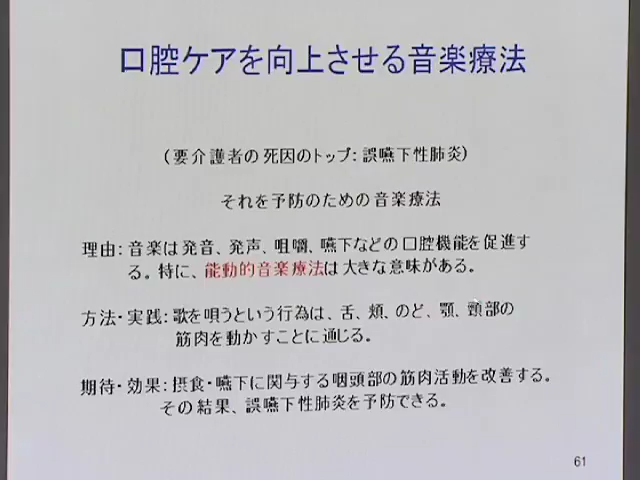 口腔ケアを向上させる音楽療法
(要介護者の死因のトップ: 誤嚥下性肺炎)
それを予防のための音楽療法
理由: 音楽は発音、発声、咀嚼、嚥下などの口腔機能を促進す
る。特に、能動的音楽療法は大きな意味がある。
方法・実践: 歌を唄うという行為は、舌、頬、のど、顎、頸部の
筋肉を動かすことに通じる。
期待・効果: 摂食・嚥下に関与する咽頭部の筋肉活動を改善する。
その結果、誤嚥下性肺炎を予防できる。
61